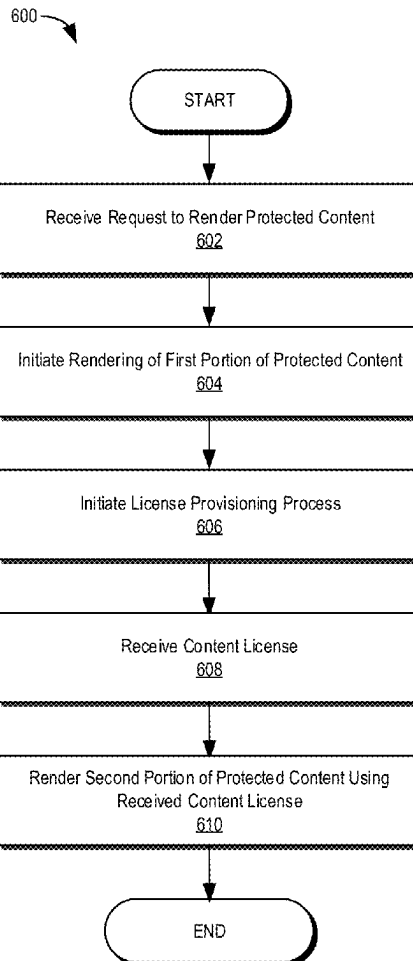 600
START
Receive Request to Render Protected Content
602
Initiate Rendering of First Portion of Protected Content
604
Initiate License Provisioning Process
606
Receive Content License
608
Render Second Portion of Protected Content Using
Received Content License
610
END